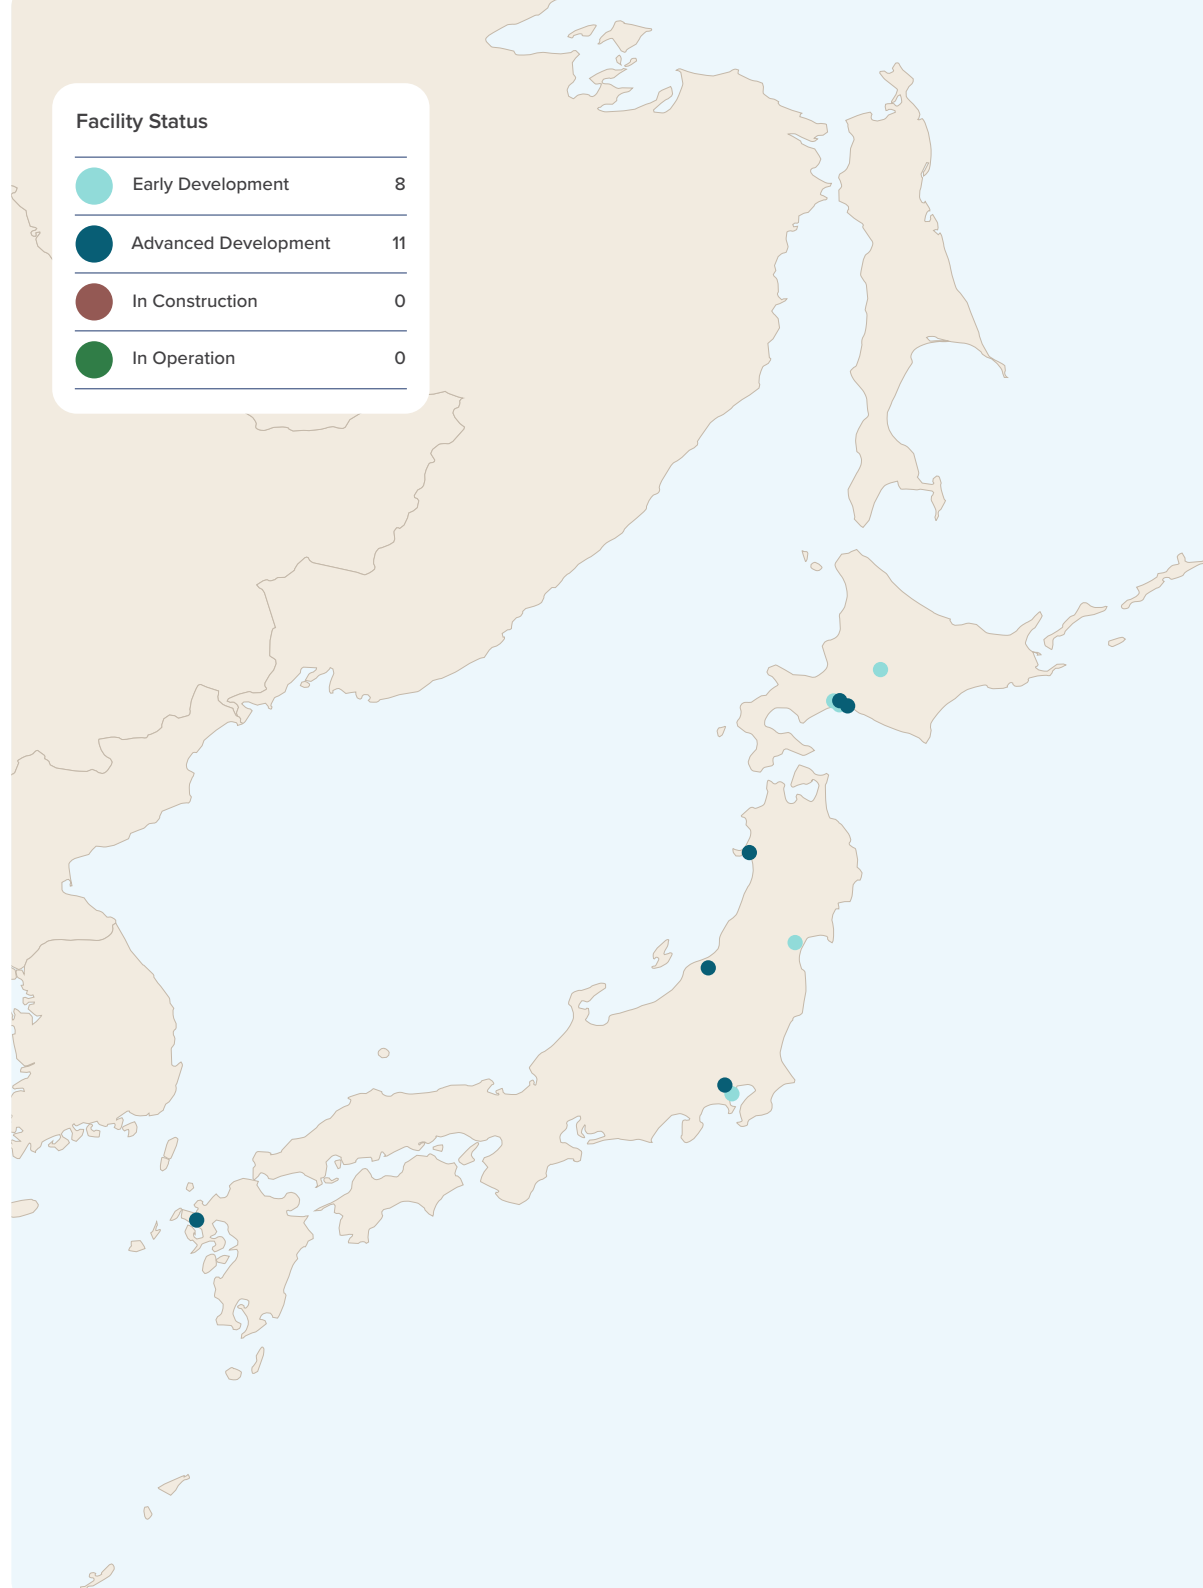 Facility Status
Early Development 8
Advanced Development 11
In Construction 0
In Operation 0